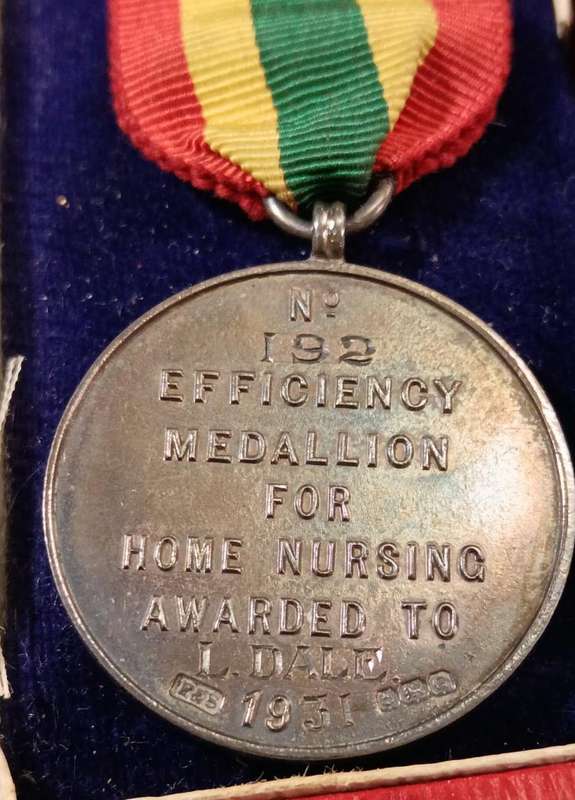 Nº
192
EFFICIENCY
MEDALLION
FOR
HOME NURSING
AWARDED TO
L. DALE.
1931